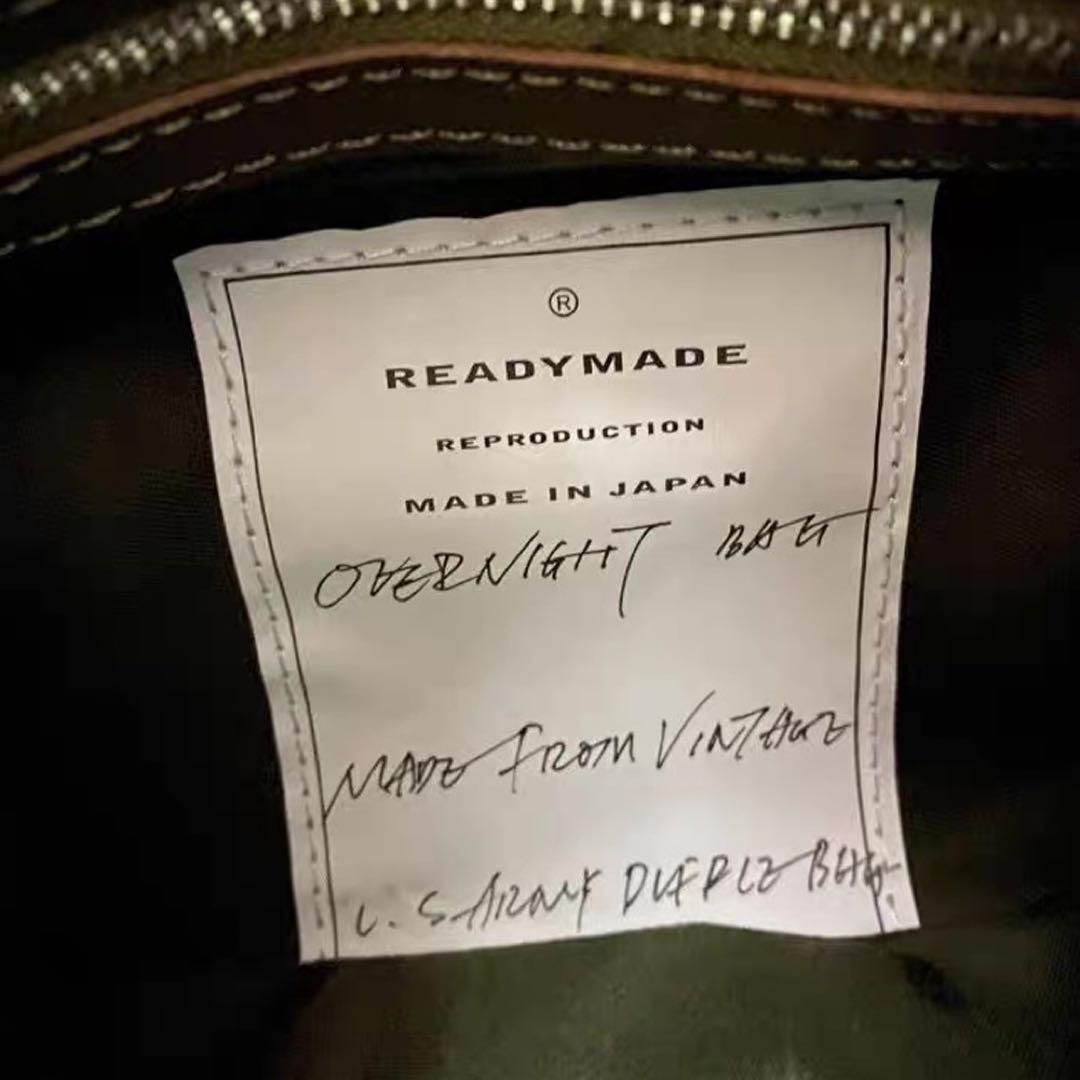 ®
READYMADE
REPRODUCTION
MADE IN JAPAN
OVERNIGHT BAG
MADE FROM VINTAGE
U.S ARMY DUFFLE BAG